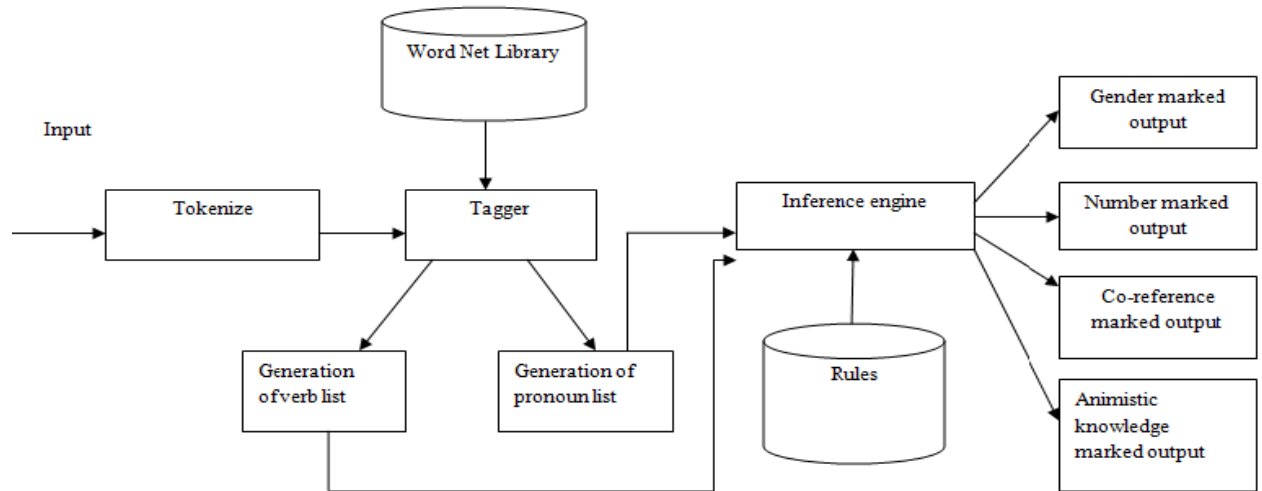 Word Net Library
Input
Tokenize
Tagger
Inference engine
Gender marked
output
Number marked
output
Co-reference
marked output
Generation
of verb list
Generation of
pronoun list
Rules
Animistic
knowledge
marked output